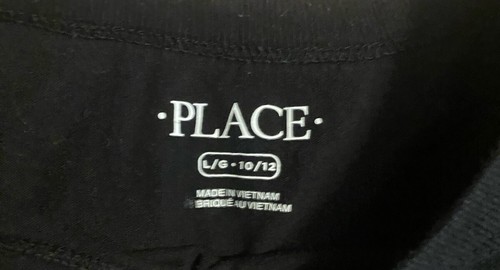 ·PLACE·
L/G · 10/12
MADE IN VIETNAM
BRIQUÉ AU VIETNAM